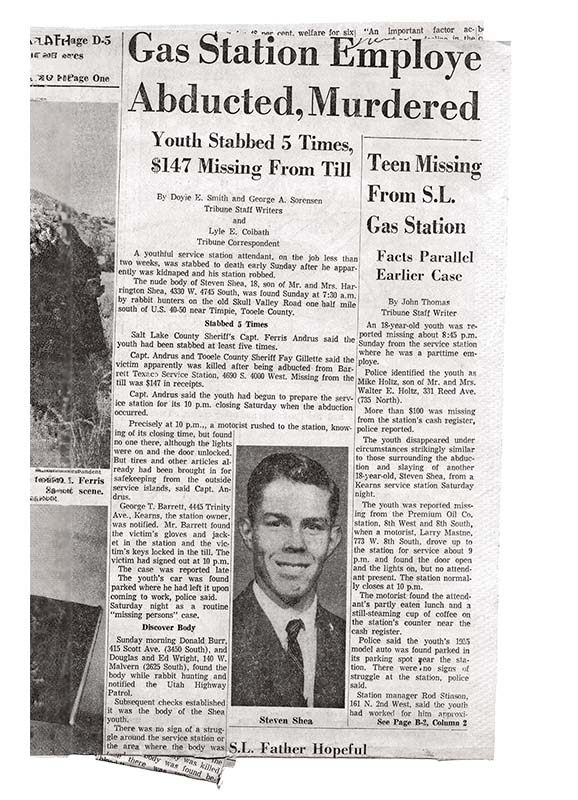 Page D-5
Page One
48 per cent. welfare for six
"An important factor
Gas Station Employe
Abducted, Murdered
Youth Stabbed 5 Times,
$147 Missing From Till
By Doyle E. Smith and George A. Sorensen
Tribune Staff Writers
and
Lyle E. Colbath
Tribune Correspondent
A youthful service station attendant, on the job less than
two weeks, was stabbed to death early Sunday after he appar-
ently was kidnaped and his station robbed.
The nude body of Steven Shea, 18, son of Mr. and Mrs. Har-
rington Shea, 4330 W. 4745 South, was found Sunday at 7:30 a.m.
by rabbit hunters on the old Skull Valley Road one half mile
south of U.S. 40-50 near Timpie, Tooele County.
Stabbed 5 Times
Salt Lake County Sheriff's Capt. Ferris Andrus said the
youth had been stabbed at least five times.
Capt. Andrus and Tooele County Sheriff Fay Gillette said the
victim apparently was killed after being adbucted from Bar-
rett Texaco Service Station, 4690 S. 4000 West. Missing from the
till was $147 in receipts.
Capt. Andrus said the youth had begun to prepare the serv-
ice station for its 10 p.m. closing Saturday when the abduction
occurred.
Precisely at 10 p.m., a motorist rushed to the station, know-
ing of its closing time, but found
no one there, although the lights
were on and the door unlocked.
But tires and other articles al-
ready had been brought in for
safekeeping from the outside
service islands, said Capt. An-
drus.
George T. Barrett, 4445 Trinity
Ave., Kearns, the station owner,
was notified. Mr. Barrett found
the victim's gloves and jack-
et in the station and the vic-
tim's keys locked in the till. The
victim had signed out at 10 p.m.
The case was reported late
The youth's car was found
parked where he had left it upon
coming to work, police said.
Saturday night as a routine
"missing persons" case.
Discover Body
Sunday morning Donald Burr,
415 Scott Ave. (3450 South), and
Douglas and Ed Wright, 140 W.
Malvern (2625 South), found the
body while rabbit hunting and
notified the Utah Highway
Patrol.
Subsequent checks established
it was the body of the Shea
youth.
There was no sign of a strug-
gle around the service station or
the area where the body was
body was killed,
there was
body was found be-
Ferris
scene.
Steven Shea
S.L. Father Hopeful
Teen Missing
From S.L.
Gas Station
Facts Parallel
Earlier Case
By John Thomas
Tribune Staff Writer
An 18-year-old youth was re-
ported missing about 8:45 p.m.
Sunday from the service station
where he was a parttime em-
ploye.
Police identified the youth as
Mike Holtz, son of Mr. and Mrs.
Walter E. Holtz, 331 Reed Ave.
(735 North).
More than $100 was missing
from the station's cash register,
police reported.
The youth disappeared under
circumstances strikingly similar
to those surrounding the abduc-
tion and slaying of another
18-year-old, Steven Shea, from a
Kearns service station Saturday
night.
The youth was reported miss-
ing from the Premium Oil Co.
station, 8th West and 8th South,
when a motorist, Larry Mastne,
773 W. 8th South, drove up to
the station for service about 9
p.m. and found the door open
and the lights on, but no attend-
ant present. The station normal-
ly closes at 10 p.m.
The motorist found the attend-
ant's partly eaten lunch and a
still-steaming cup of coffee on
the station's counter near the
cash register.
Police said the youth's 1955
model auto was found parked in
its parking spot near the sta-
tion. There were no signs of
struggle at the station, police
said.
Station manager Rod Stinson,
161 N. 2nd West, said the youth
had worked for him approxi-
See Page B-2, Column 2